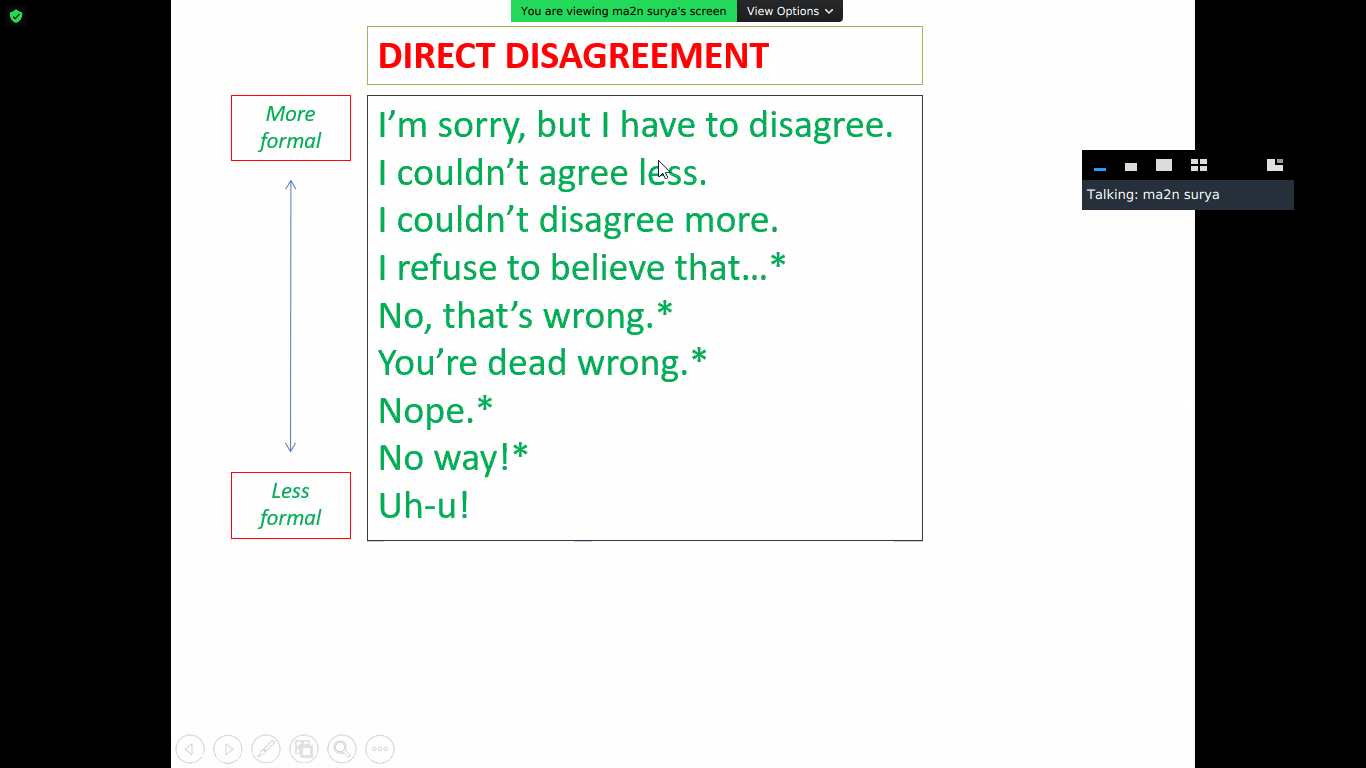 You are viewing ma2n surya's screen
View Options
DIRECT DISAGREEMENT
More
formal
I'm sorry, but I have to disagree.
I couldn't agree less.
I couldn't disagree more.
I refuse to believe that...*
No, that's wrong.*
You're dead wrong.*
Nope.*
No way!*
Uh-u!
Less
formal
Talking: ma2n surya